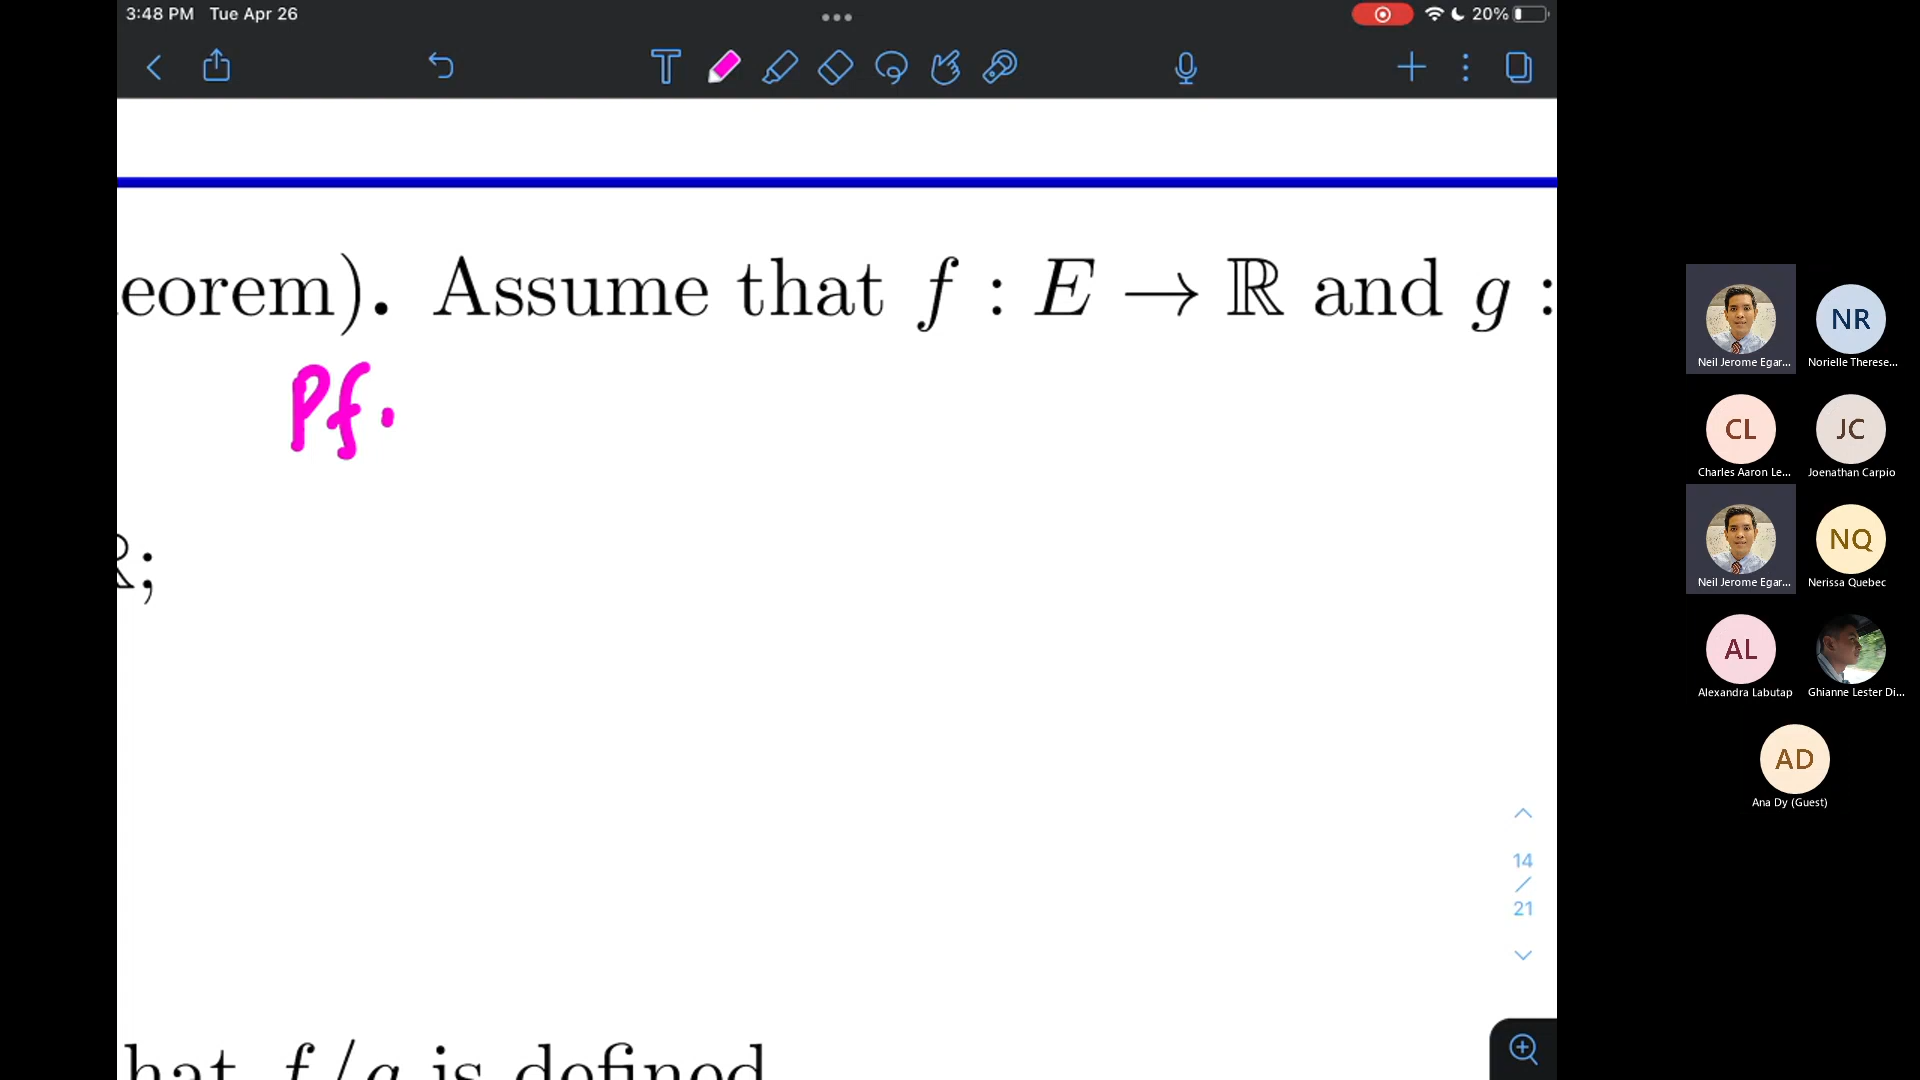 3:48 PM Tue Apr 26
20%
eorem). Assume that f : E → ℝ and g :
Pf.
ℝ;
hat f/g is defined
14
/
21
NR
Neil Jerome Egar...
Norielle Therese...
CL
JC
Charles Aaron Le...
Joenathan Carpio
NQ
Neil Jerome Egar...
Nerissa Quebec
AL
Alexandra Labutap
Ghianne Lester Di...
AD
Ana Dy (Guest)